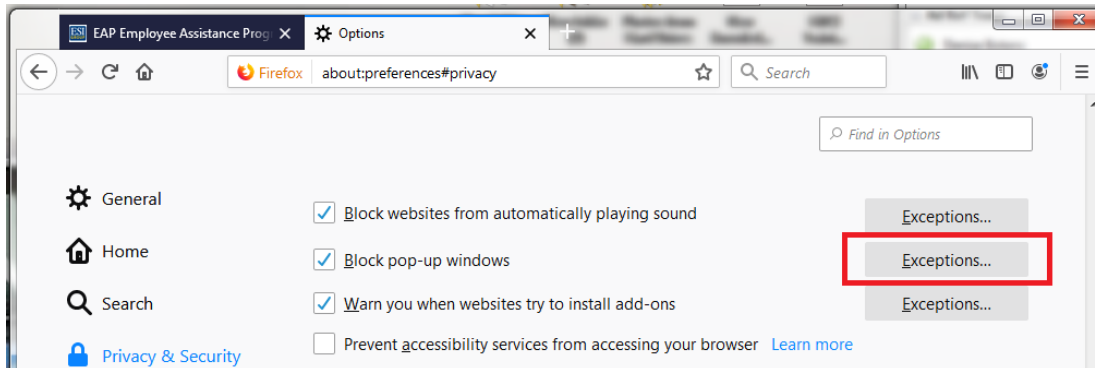 ESI EAP Employee Assistance Prog
Options
Firefox about:preferences#privacy
Search
Find in Options
General
Home
Search
Privacy & Security
Block websites from automatically playing sound Exceptions...
Block pop-up windows Exceptions...
Warn you when websites try to install add-ons Exceptions...
Prevent accessibility services from accessing your browser Learn more